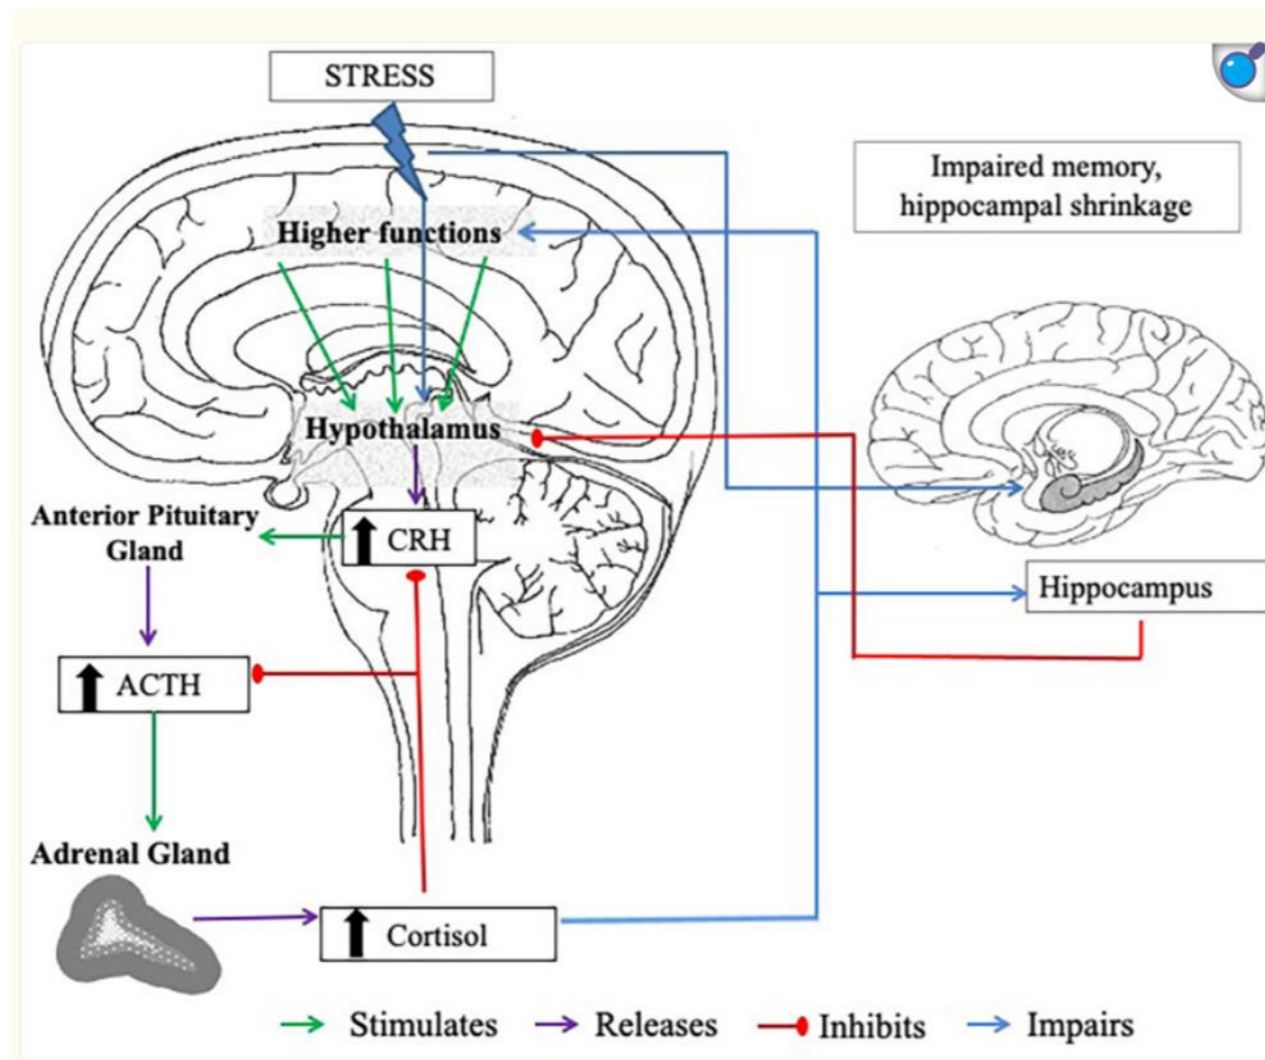 STRESS
Impaired memory,
hippocampal shrinkage
Higher functions
Hypothalamus
Anterior Pituitary
Gland
CRH
Hippocampus
ACTH
Adrenal Gland
Cortisol
Stimulates
Releases
Inhibits
Impairs